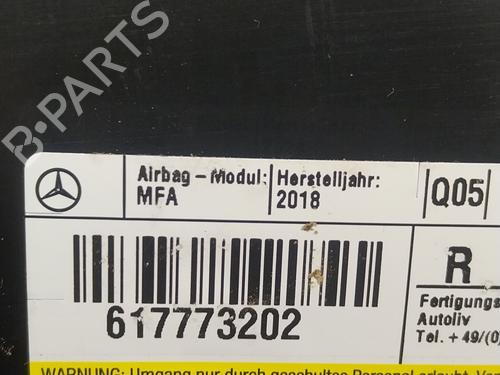 B-PARTS
Airbag - Modul: Herstelljahr: Q05
MFA 2018
R
617773202
Fertigungs
Autoliv
Tel. + 49/(0)
WARNUNG: Umgang nur durch geschultes Personal erlaubt.